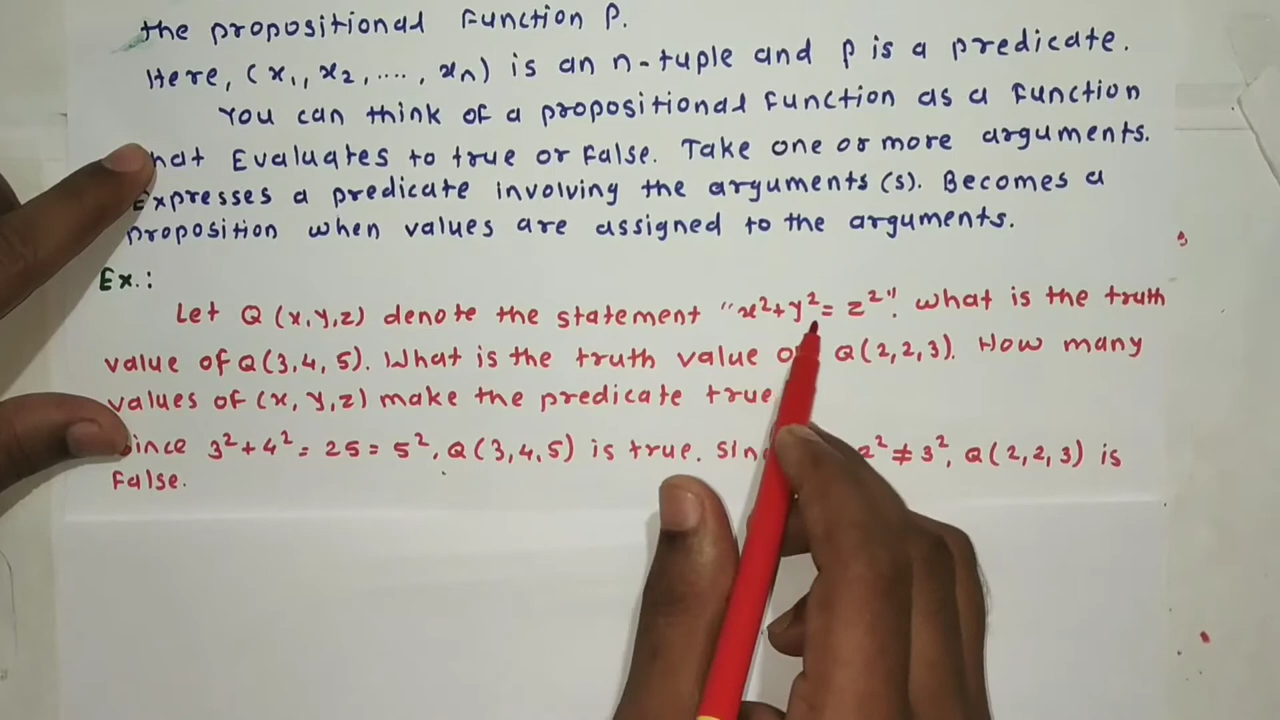 the propositional function P.
Here, (x₁, x₂, ...., xₙ) is an n-tuple and P is a predicate.
You can think of a propositional function as a function
hat Evaluates to true or False. Take one or more arguments.
Expresses a predicate involving the arguments (s). Becomes a
proposition when values are assigned to the arguments.
Ex.:
Let Q (x, y, z) denote the statement "x²+y²= z²". What is the truth
value of Q(3, 4, 5). What is the truth value Q(2, 2, 3). How many
values of (x, y, z) make the predicate true
ince 3²+4² = 25 = 5², Q(3, 4, 5) is true. 2² ≠ 3², Q(2, 2, 3) is
False.